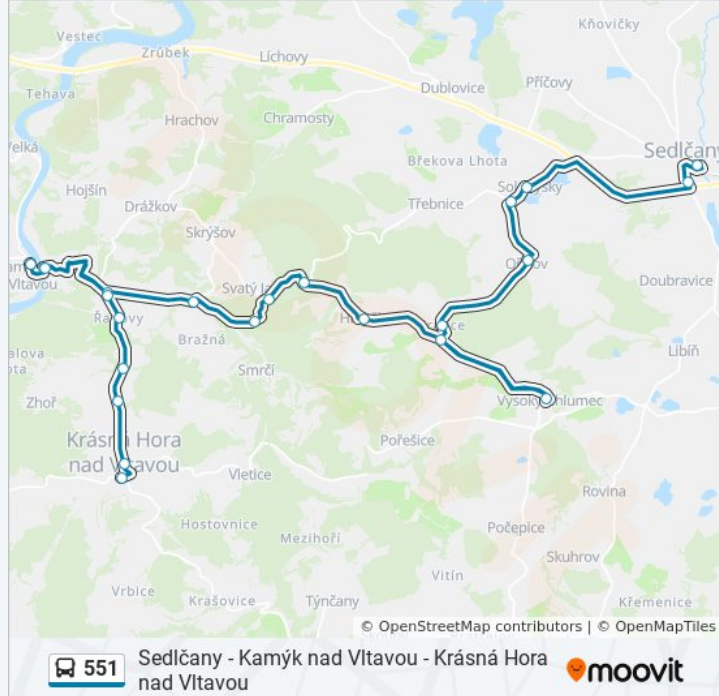 Kňovičky
Vestec
Zrůbek
Líchovy
Příčovy
Dublovice
Tehava
Chramosty
Hrachov
Velká
Břekova Lhota
Sedlčany
Hojšín
Třebnice
Drážkov
Skrýšov
Vltavou
Svatý
Doubravice
Bražná
Libíň
Smrčí
Zhoř
Vysoký Chlumec
Krásná Hora
nad Vltavou
Pořešice
Vletice
Rovina
Hostovnice
Mezihoří
Počepice
Skuhrov
Vitín
Vrbice
Krašovice
Týnčany
Křemenice
© OpenStreetMap contributors | © OpenMapTiles
551
Sedlčany - Kamýk nad Vltavou - Krásná Hora
nad Vltavou
moovit